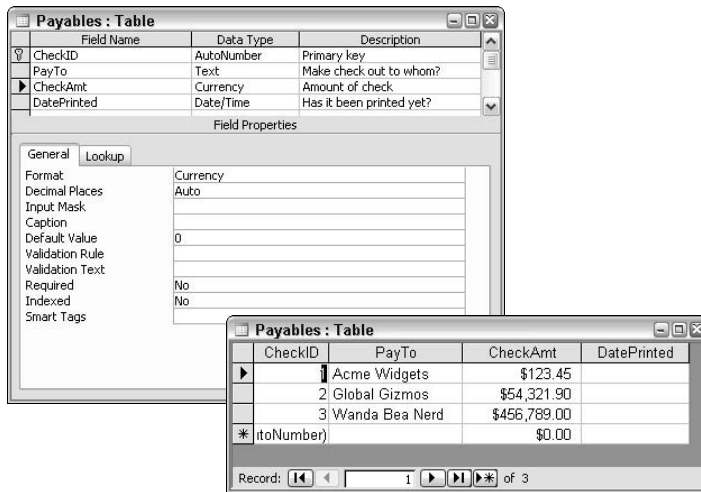 Payables : Table
Field Name Data Type Description
CheckID AutoNumber Primary key
PayTo Text Make check out to whom?
CheckAmt Currency Amount of check
DatePrinted Date/Time Has it been printed yet?
Field Properties
General Lookup
Format Currency
Decimal Places Auto
Input Mask
Caption
Default Value 0
Validation Rule
Validation Text
Required No
Indexed No
Smart Tags
Payables : Table
CheckID PayTo CheckAmt DatePrinted
1 Acme Widgets $123.45
2 Global Gizmos $54,321.90
3 Wanda Bea Nerd $456,789.00
utoNumber) $0.00
Record: 1 of 3